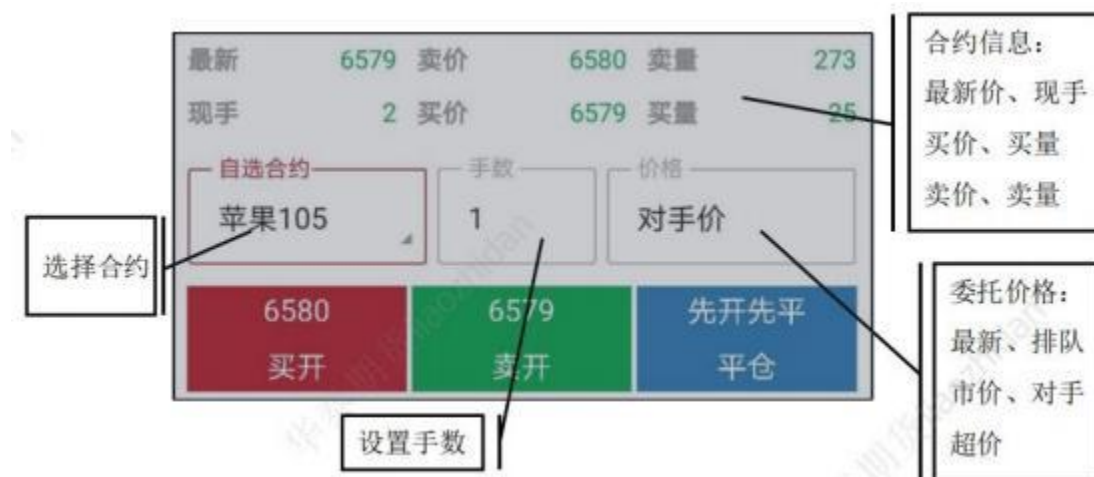 最新 6579 卖价 6580 卖量 273
现手 2 买价 6579 买量 25
自选合约 手数 价格
苹果105 1 对手价
6580 6579 先开先平
买开 卖开 平仓
选择合约
设置手数
合约信息：
最新价、现手
买价、买量
卖价、卖量
委托价格：
最新、排队
市价、对手
超价